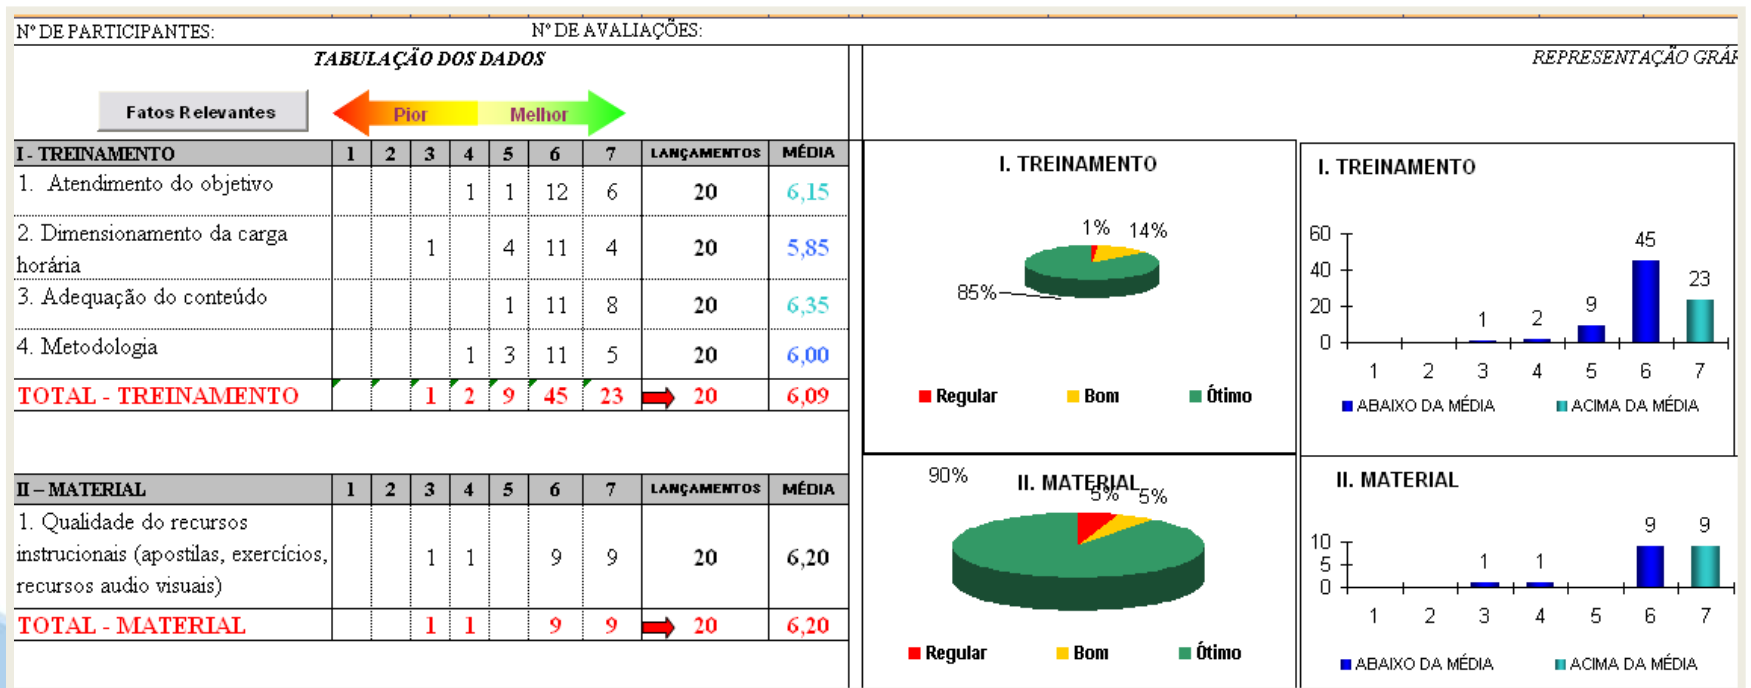 Nº DE PARTICIPANTES: Nº DE AVALIAÇÕES:
TABULAÇÃO DOS DADOS
Fatos Relevantes
Pior Melhor
I - TREINAMENTO 1 2 3 4 5 6 7 LANÇAMENTOS MÉDIA
1. Atendimento do objetivo 1 1 12 6 20 6,15
2. Dimensionamento da carga
horária 1 4 11 4 20 5,85
3. Adequação do conteúdo 1 11 8 20 6,35
4. Metodologia 1 3 11 5 20 6,00
TOTAL - TREINAMENTO 1 2 9 45 23 20 6,09
II – MATERIAL 1 2 3 4 5 6 7 LANÇAMENTOS MÉDIA
1. Qualidade do recursos
instrucionais (apostilas, exercícios,
recursos audio visuais) 1 1 9 9 20 6,20
TOTAL - MATERIAL 1 1 9 9 20 6,20
REPRESENTAÇÃO GRÁF
I. TREINAMENTO
1% 14%
85%
Regular Bom Ótimo
I. TREINAMENTO
60
40
20
0
1 2 9 45 23
1 2 3 4 5 6 7
ABAIXO DA MÉDIA ACIMA DA MÉDIA
II. MATERIAL
90% 5% 5%
Regular Bom Ótimo
II. MATERIAL
10
5
0
1 1 9 9
1 2 3 4 5 6 7
ABAIXO DA MÉDIA ACIMA DA MÉDIA